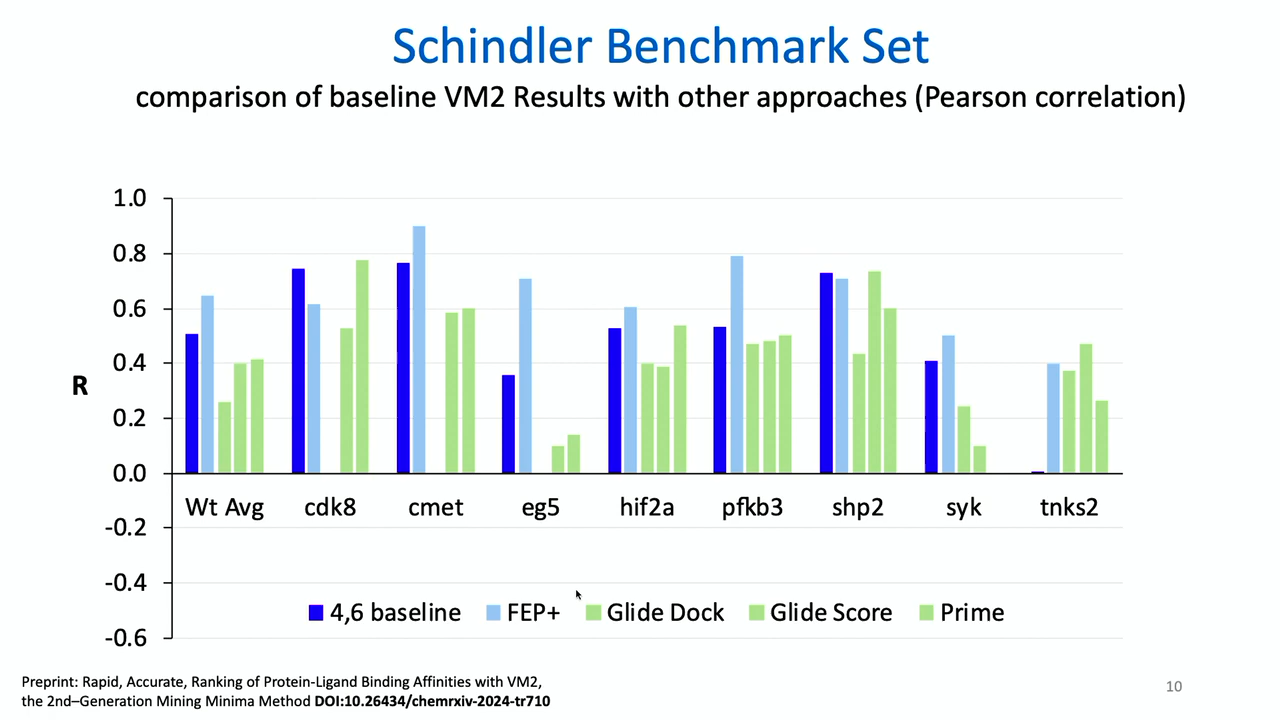 Schindler Benchmark Set
comparison of baseline VM2 Results with other approaches (Pearson correlation)
1.0
0.8
0.6
0.4
R
0.2
0.0
Wt Avg cdk8 cmet eg5 hif2a pfkb3 shp2 syk tnks2
-0.2
-0.4
4,6 baseline FEP+ Glide Dock Glide Score Prime
-0.6
Preprint: Rapid, Accurate, Ranking of Protein-Ligand Binding Affinities with VM2,
the 2nd–Generation Mining Minima Method DOI:10.26434/chemrxiv-2024-tr710
10